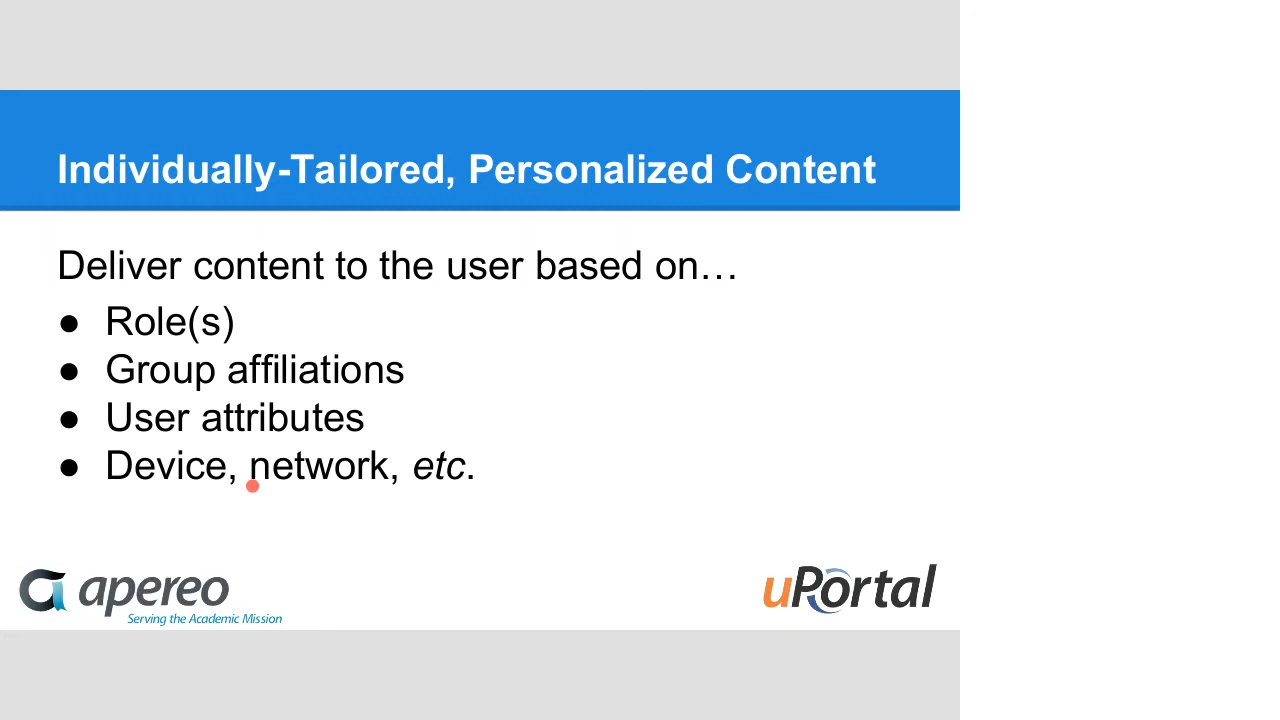 Individually-Tailored, Personalized Content
Deliver content to the user based on…
● Role(s)
● Group affiliations
● User attributes
● Device, network, etc.
apereo
Serving the Academic Mission
uPortal